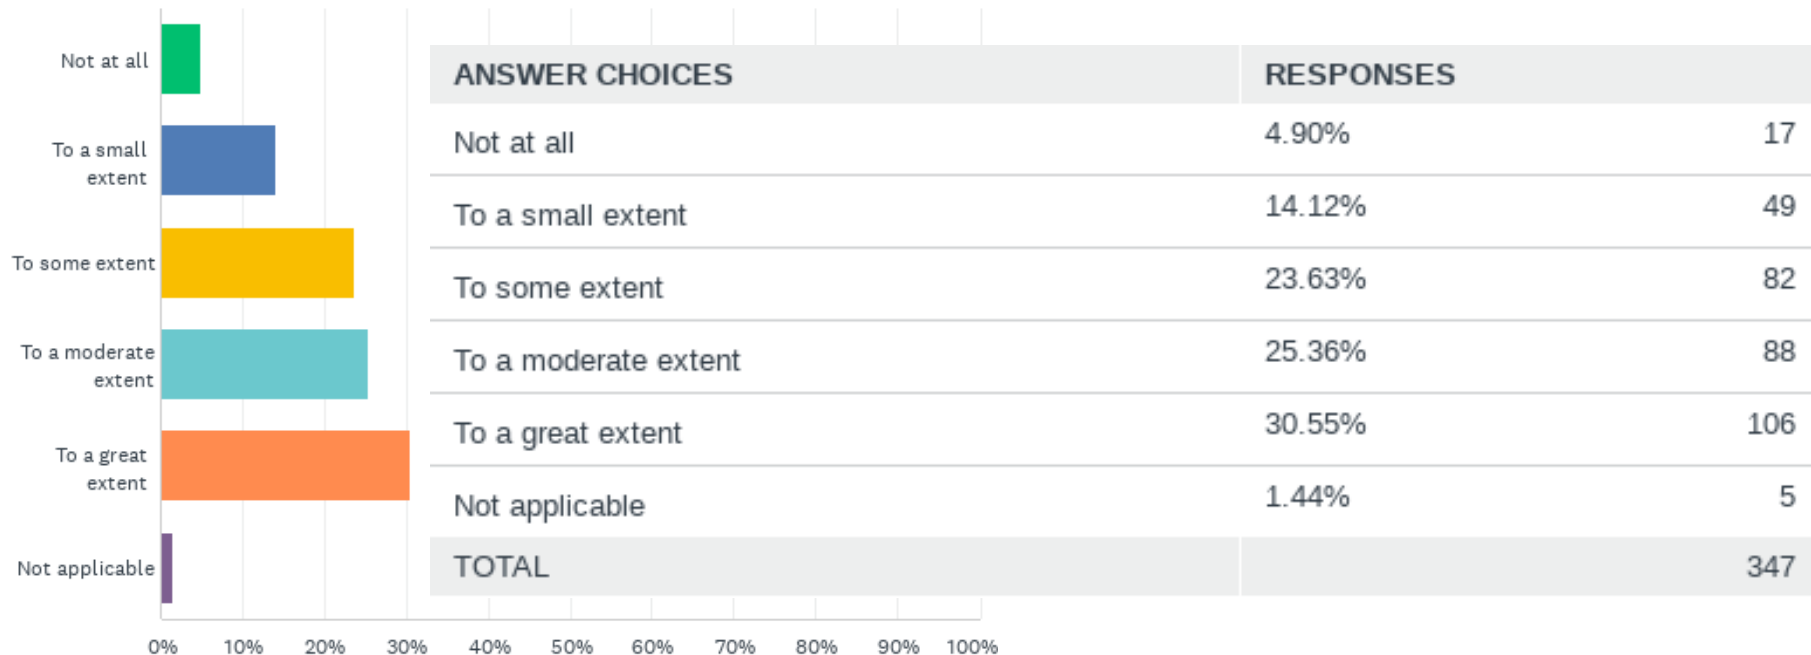 Not at all
To a small
extent
To some extent
To a moderate
extent
To a great
extent
Not applicable
0% 10% 20% 30% 40% 50% 60% 70% 80% 90% 100%
ANSWER CHOICES RESPONSES
Not at all 4.90% 17
To a small extent 14.12% 49
To some extent 23.63% 82
To a moderate extent 25.36% 88
To a great extent 30.55% 106
Not applicable 1.44% 5
TOTAL 347